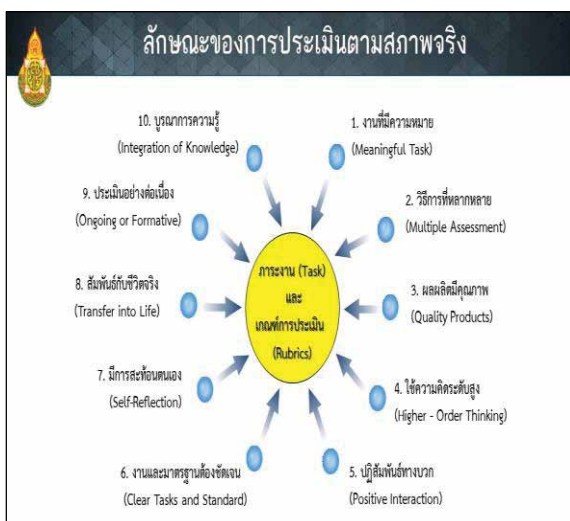 ลักษณะของการประเมินตามสภาพจริง
10. บูรณาการความรู้
(Integration of Knowledge)
1. งานที่มีความหมาย
(Meaningful Task)
9. ประเมินอย่างต่อเนื่อง
(Ongoing or Formative)
2. วิธีการที่หลากหลาย
(Multiple Assessment)
ภาระงาน (Task)
และ
เกณฑ์การประเมิน
(Rubrics)
8. สัมพันธ์กับชีวิตจริง
(Transfer into Life)
3. ผลผลิตมีคุณภาพ
(Quality Products)
7. มีการสะท้อนตนเอง
(Self-Reflection)
4. ใช้ความคิดระดับสูง
(Higher - Order Thinking)
6. งานและมาตรฐานต้องชัดเจน
(Clear Tasks and Standard)
5. ปฏิสัมพันธ์ทางบวก
(Positive Interaction)